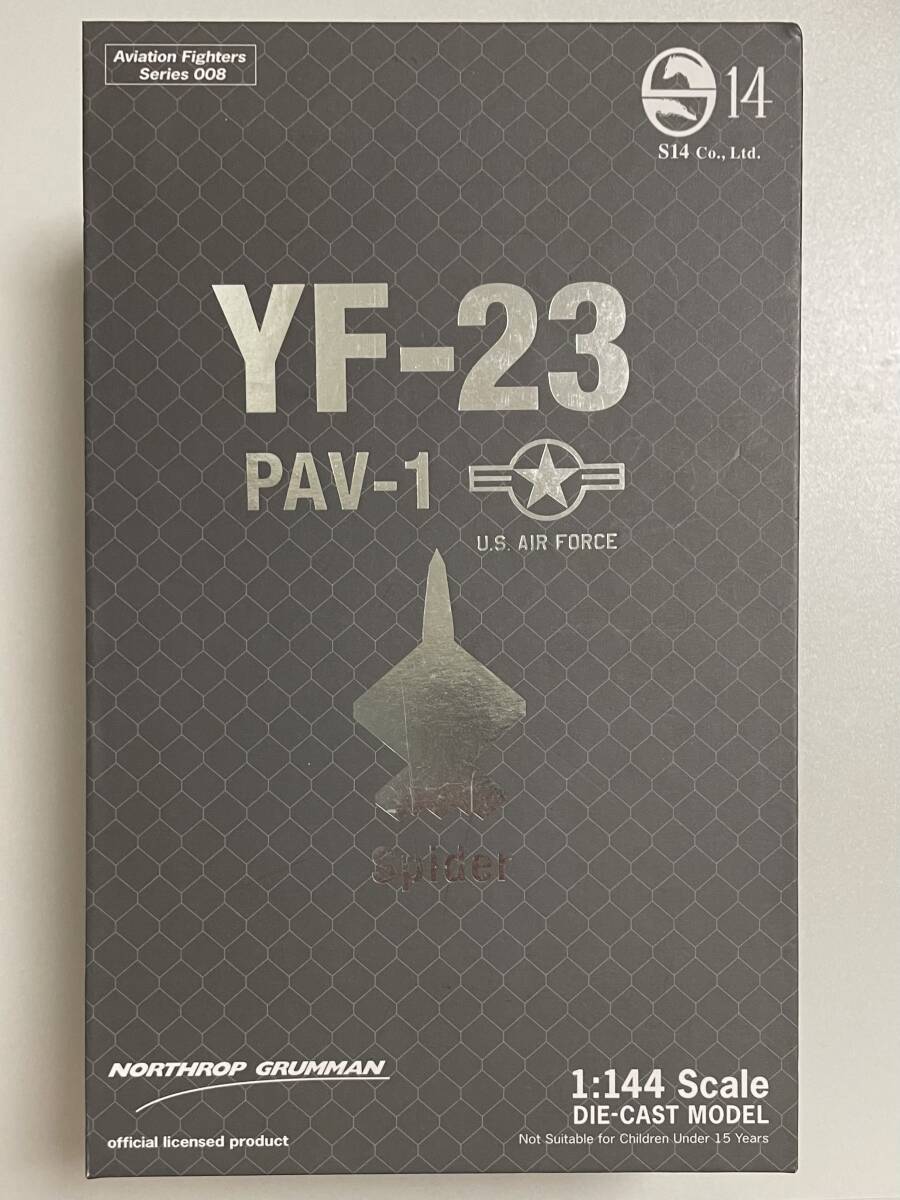 Aviation Fighters
Series 008
S14
S14 Co., Ltd.
YF-23
PAV-1
U.S. AIR FORCE
Spider
NORTHROP GRUMMAN
official licensed product
1:144 Scale
DIE-CAST MODEL
Not Suitable for Children Under 15 Years